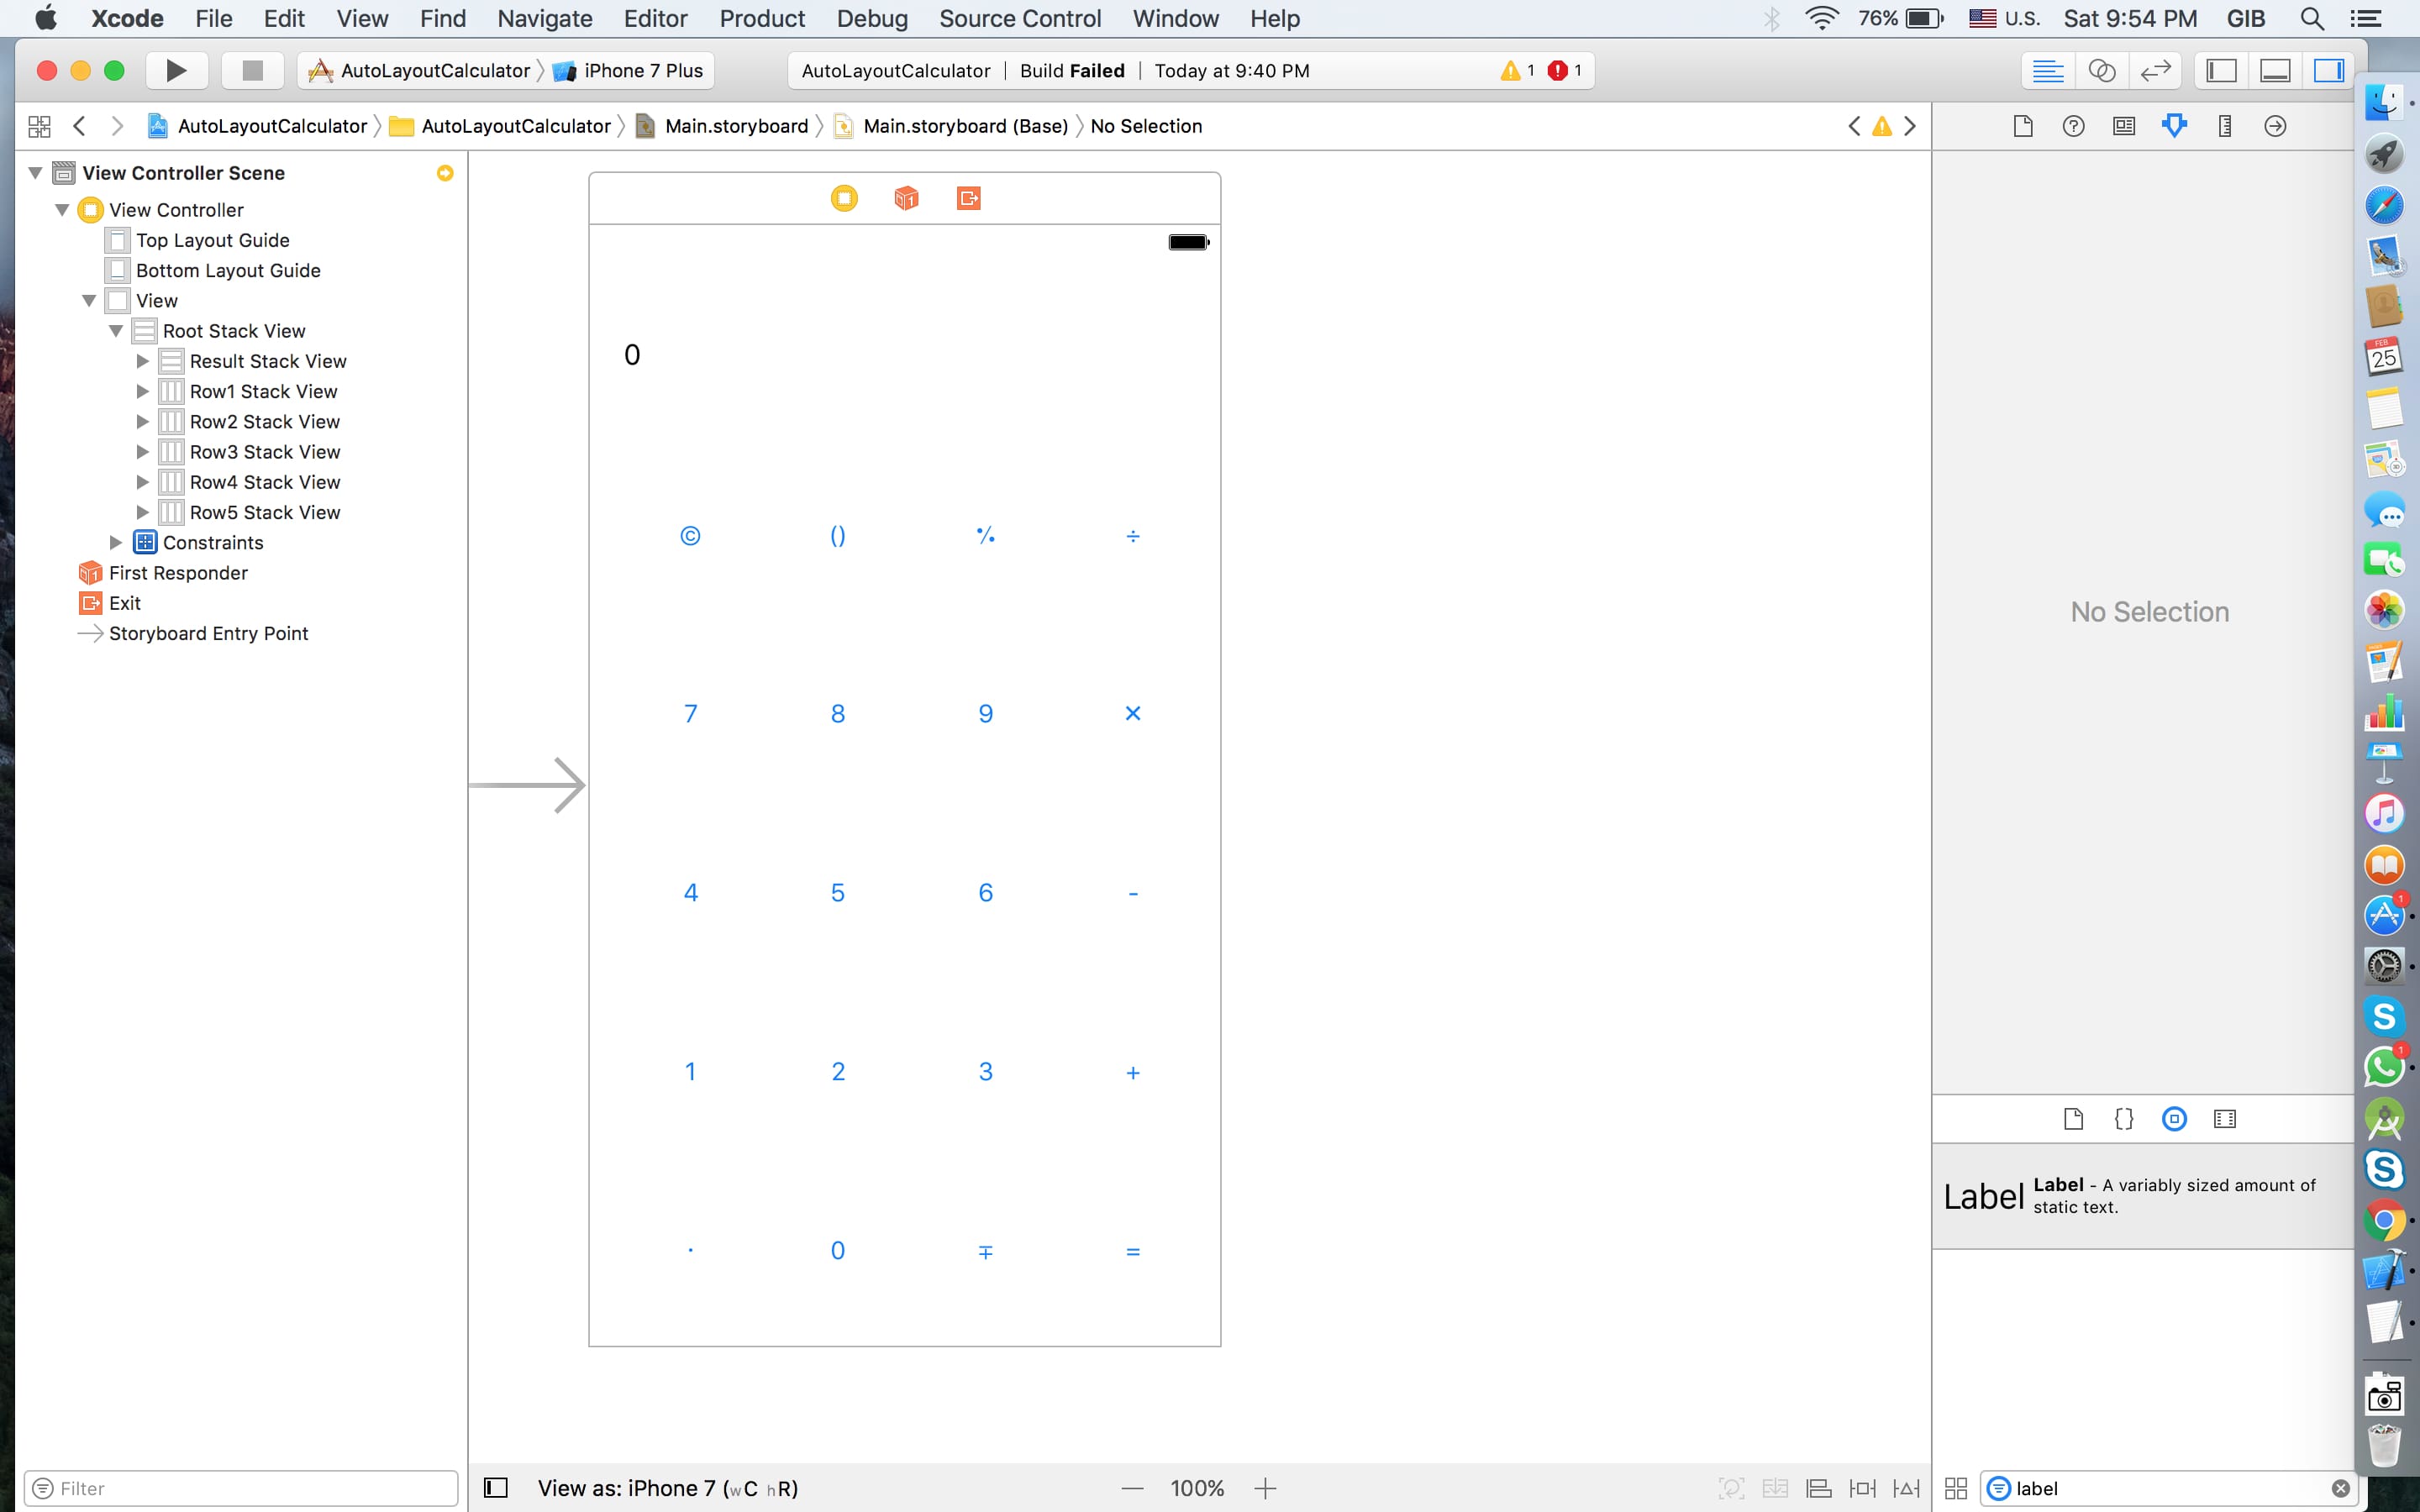 Xcode File Edit View Find Navigate Editor Product Debug Source Control Window Help 76% U.S. Sat 9:54 PM GIB
AutoLayoutCalculator iPhone 7 Plus AutoLayoutCalculator | Build Failed | Today at 9:40 PM 1 1
AutoLayoutCalculator AutoLayoutCalculator Main.storyboard Main.storyboard (Base) No Selection
View Controller Scene
View Controller
Top Layout Guide
Bottom Layout Guide
View
Root Stack View
Result Stack View
Row1 Stack View
Row2 Stack View
Row3 Stack View
Row4 Stack View
Row5 Stack View
Constraints
First Responder
Exit
Storyboard Entry Point
Filter
0
© () ٪ ÷
7 8 9 ×
4 5 6 -
1 2 3 +
. 0 ∓ =
View as: iPhone 7 (wC hR) — 100% +
No Selection
Label Label - A variably sized amount of
static text.
label
FEB
25
1
1